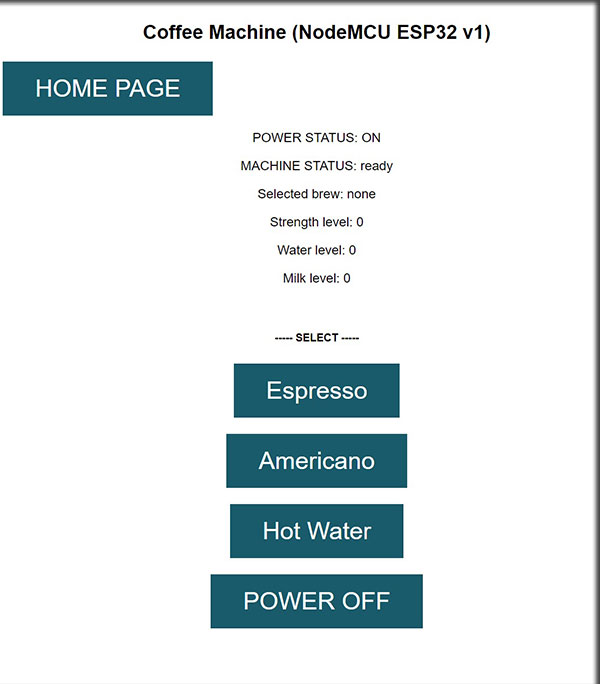 Coffee Machine (NodeMCU ESP32 v1)
HOME PAGE
POWER STATUS: ON
MACHINE STATUS: ready
Selected brew: none
Strength level: 0
Water level: 0
Milk level: 0
----- SELECT -----
Espresso
Americano
Hot Water
POWER OFF